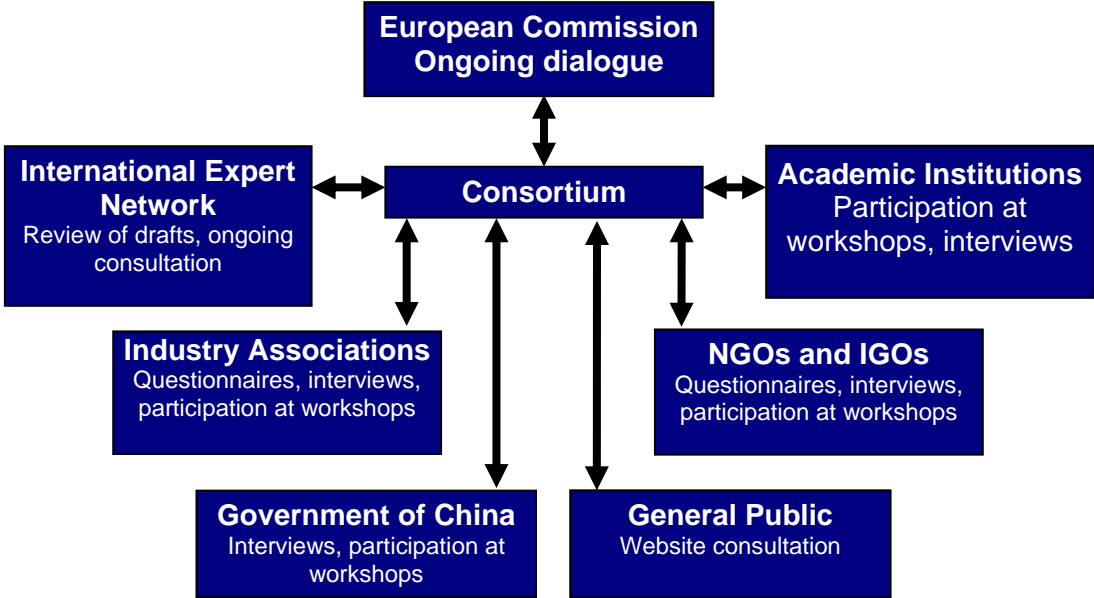 European Commission
Ongoing dialogue
International Expert
Network
Review of drafts, ongoing
consultation
Consortium
Academic Institutions
Participation at
workshops, interviews
Industry Associations
Questionnaires, interviews,
participation at workshops
NGOs and IGOs
Questionnaires, interviews,
participation at workshops
Government of China
Interviews, participation at
workshops
General Public
Website consultation